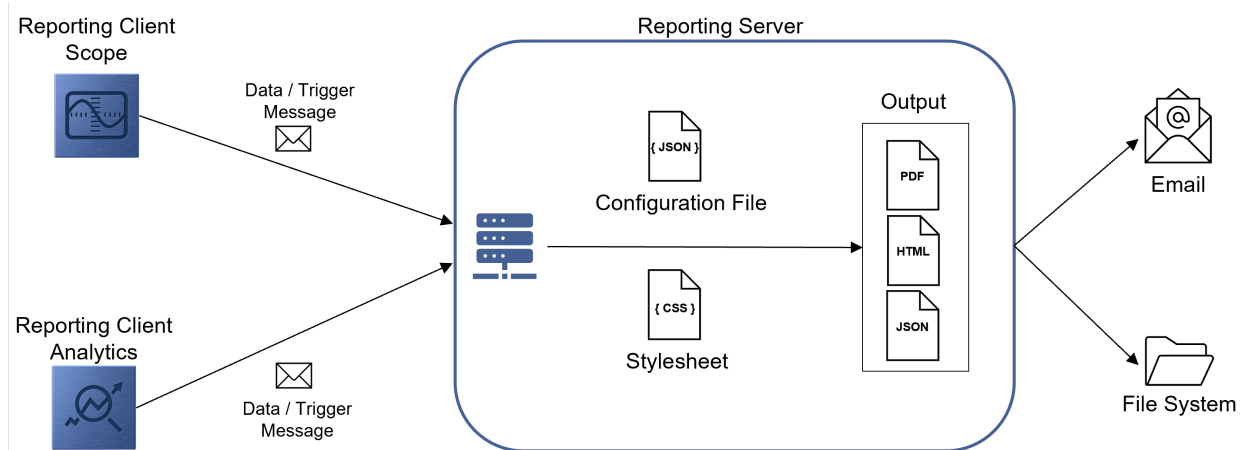 Reporting Client
Scope
Data / Trigger
Message
Reporting Server
{ JSON }
Configuration File
{ CSS }
Stylesheet
Output
PDF
HTML
JSON
@
Email
File System
Reporting Client
Analytics
Data / Trigger
Message